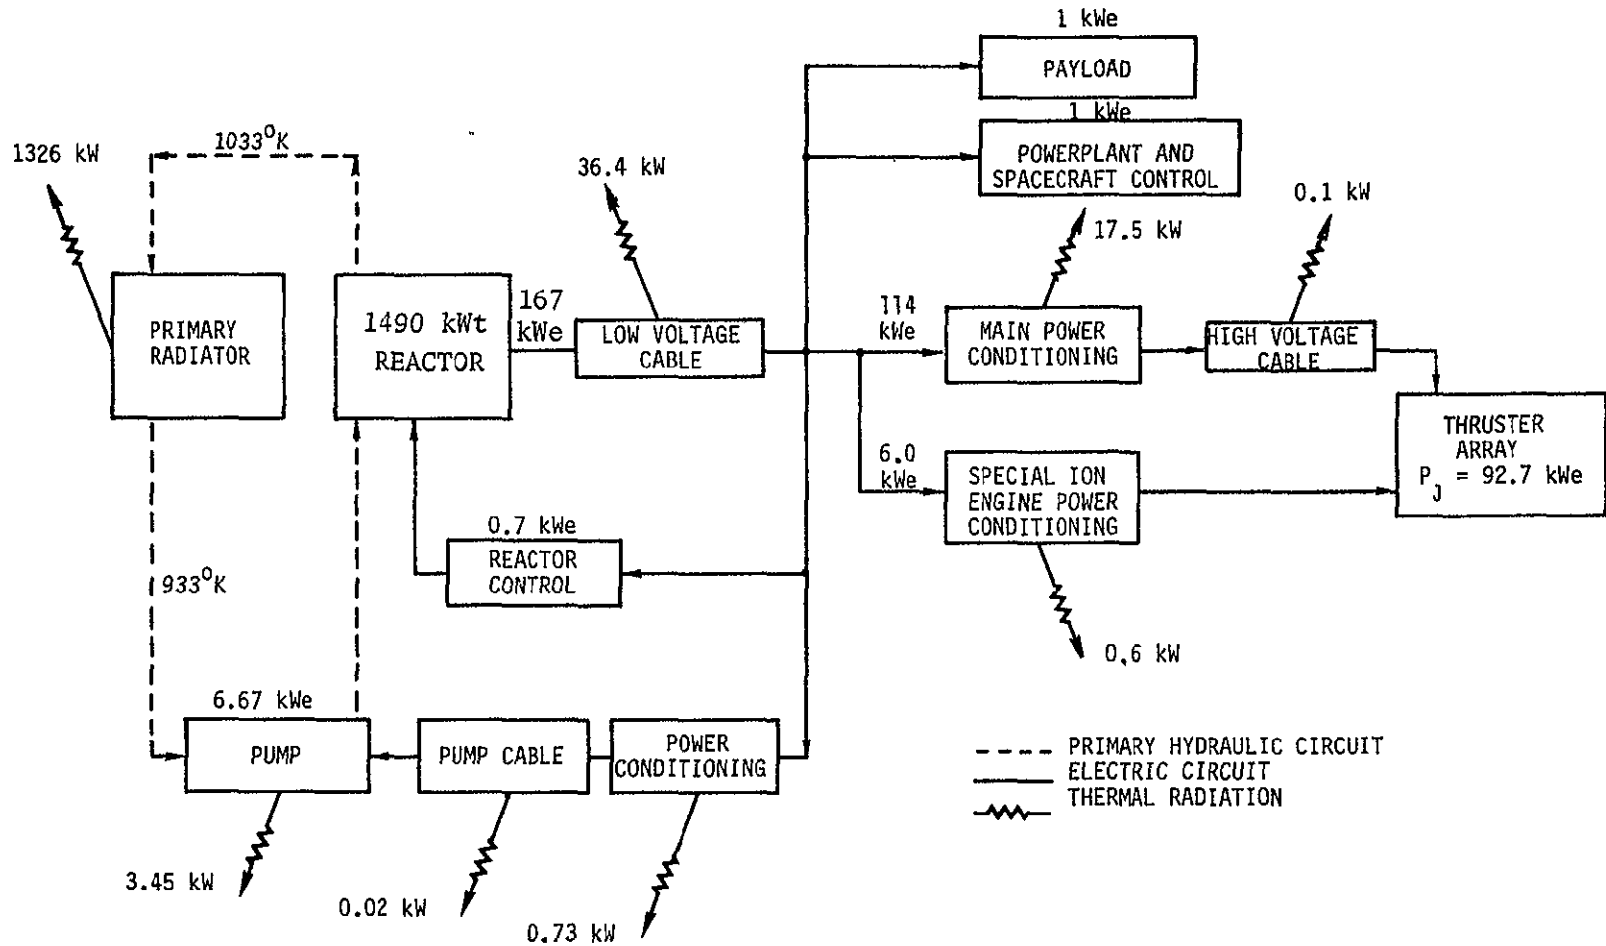 1 kWe
PAYLOAD
1 kWe
POWERPLANT AND
SPACECRAFT CONTROL
1326 kW
1033°K
36.4 kW
17.5 kW
0.1 kW
PRIMARY
RADIATOR
1490 kWt
REACTOR
167
kWe
LOW VOLTAGE
CABLE
114
kWe
MAIN POWER
CONDITIONING
HIGH VOLTAGE
CABLE
THRUSTER
ARRAY
PJ = 92.7 kWe
6.0
kWe
SPECIAL ION
ENGINE POWER
CONDITIONING
0.6 kW
0.7 kWe
REACTOR
CONTROL
933°K
6.67 kWe
PUMP
PUMP CABLE
POWER
CONDITIONING
3.45 kW
0.02 kW
0.73 kW
PRIMARY HYDRAULIC CIRCUIT
ELECTRIC CIRCUIT
THERMAL RADIATION